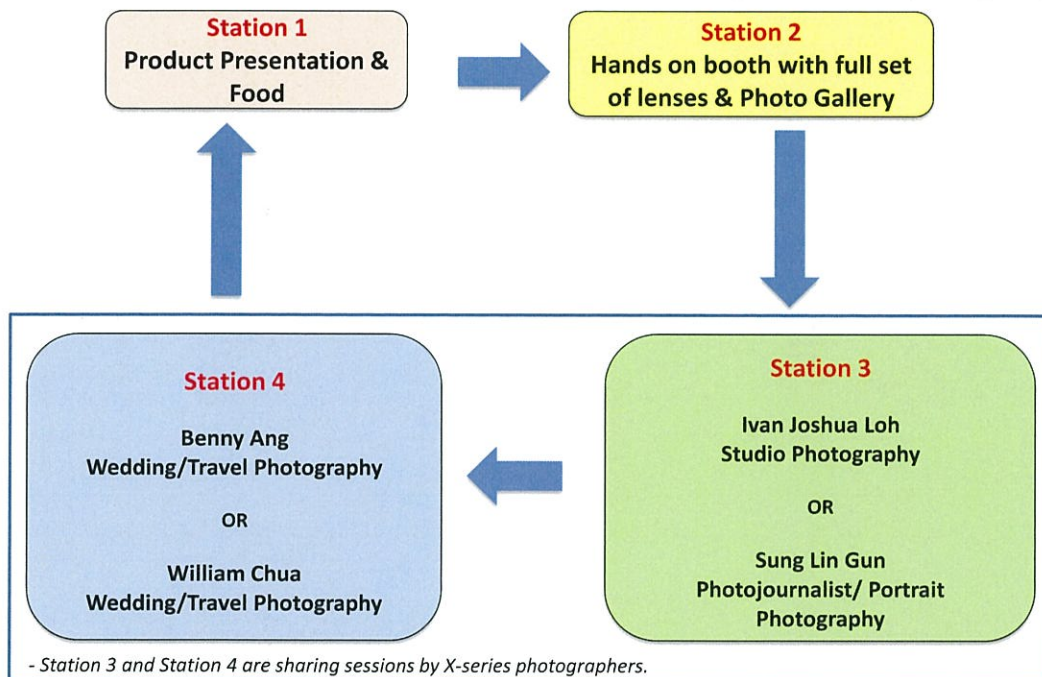 Station 1
Product Presentation &
Food
Station 2
Hands on booth with full set
of lenses & Photo Gallery
Station 3
Ivan Joshua Loh
Studio Photography
OR
Sung Lin Gun
Photojournalist/ Portrait
Photography
Station 4
Benny Ang
Wedding/Travel Photography
OR
William Chua
Wedding/Travel Photography
- Station 3 and Station 4 are sharing sessions by X-series photographers.